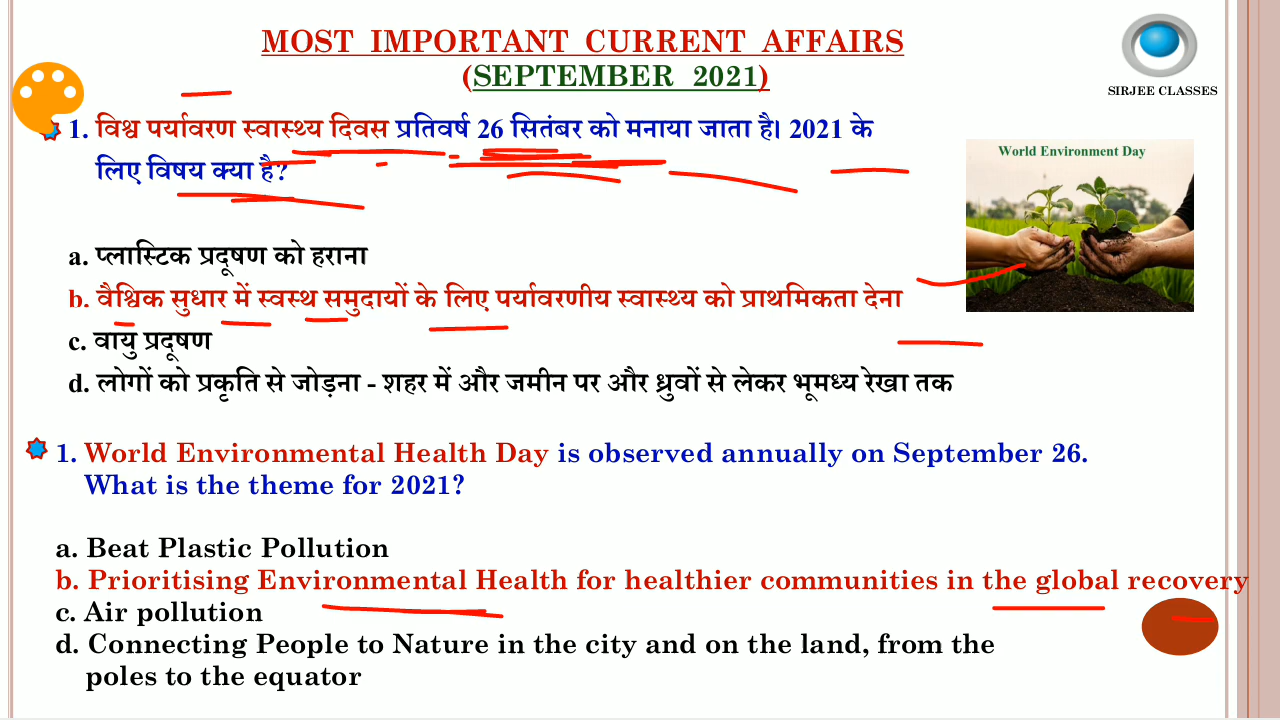 MOST IMPORTANT CURRENT AFFAIRS
(SEPTEMBER 2021)
SIRJEE CLASSES
1. विश्व पर्यावरण स्वास्थ्य दिवस प्रतिवर्ष 26 सितंबर को मनाया जाता है। 2021 के
लिए विषय क्या है?
World Environment Day
a. प्लास्टिक प्रदूषण को हराना
b. वैश्विक सुधार में स्वस्थ समुदायों के लिए पर्यावरणीय स्वास्थ्य को प्राथमिकता देना
c. वायु प्रदूषण
d. लोगों को प्रकृति से जोड़ना - शहर में और जमीन पर और ध्रुवों से लेकर भूमध्य रेखा तक
1. World Environmental Health Day is observed annually on September 26.
What is the theme for 2021?
a. Beat Plastic Pollution
b. Prioritising Environmental Health for healthier communities in the global recovery
c. Air pollution
d. Connecting People to Nature in the city and on the land, from the
poles to the equator